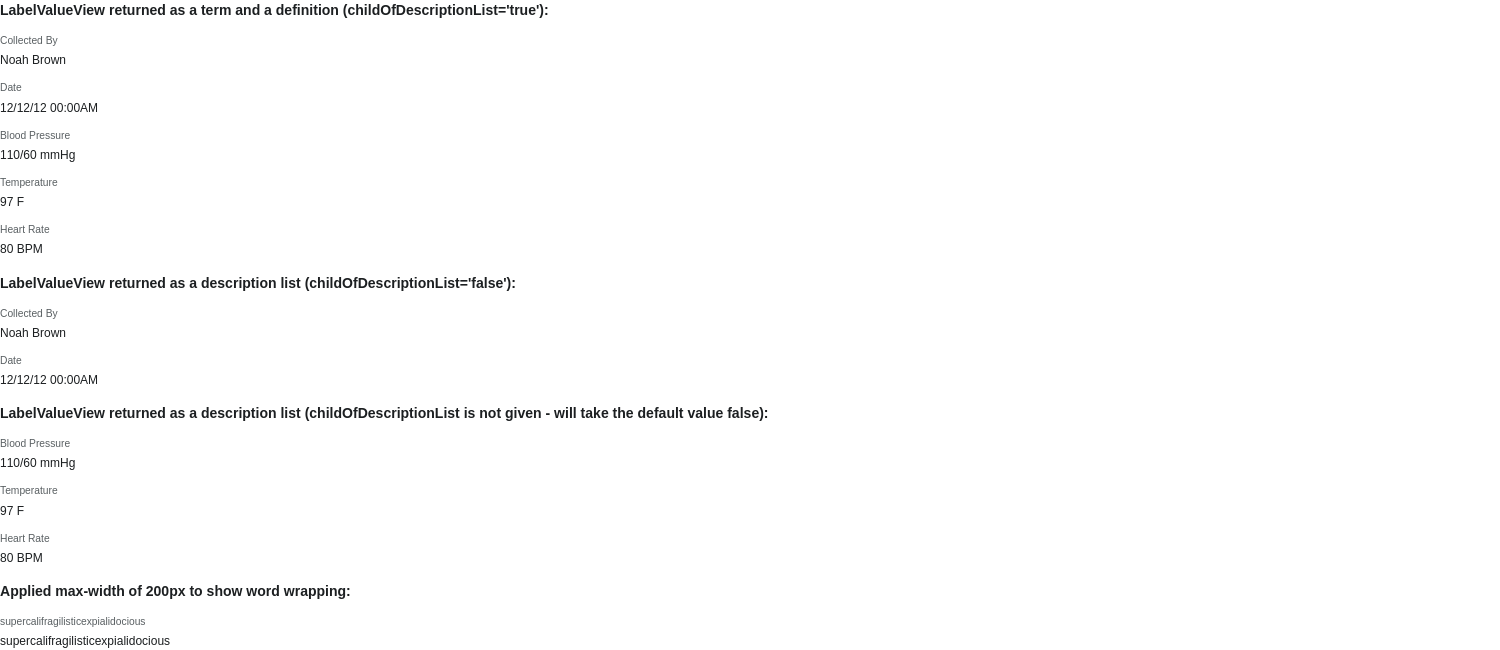 LabelValueView returned as a term and a definition (childOfDescriptionList='true'):
Collected By
Noah Brown
Date
12/12/12 00:00AM
Blood Pressure
110/60 mmHg
Temperature
97 F
Heart Rate
80 BPM
LabelValueView returned as a description list (childOfDescriptionList='false'):
Collected By
Noah Brown
Date
12/12/12 00:00AM
LabelValueView returned as a description list (childOfDescriptionList is not given - will take the default value false):
Blood Pressure
110/60 mmHg
Temperature
97 F
Heart Rate
80 BPM
Applied max-width of 200px to show word wrapping:
supercalifragilisticexpialidocious
supercalifragilisticexpialidocious